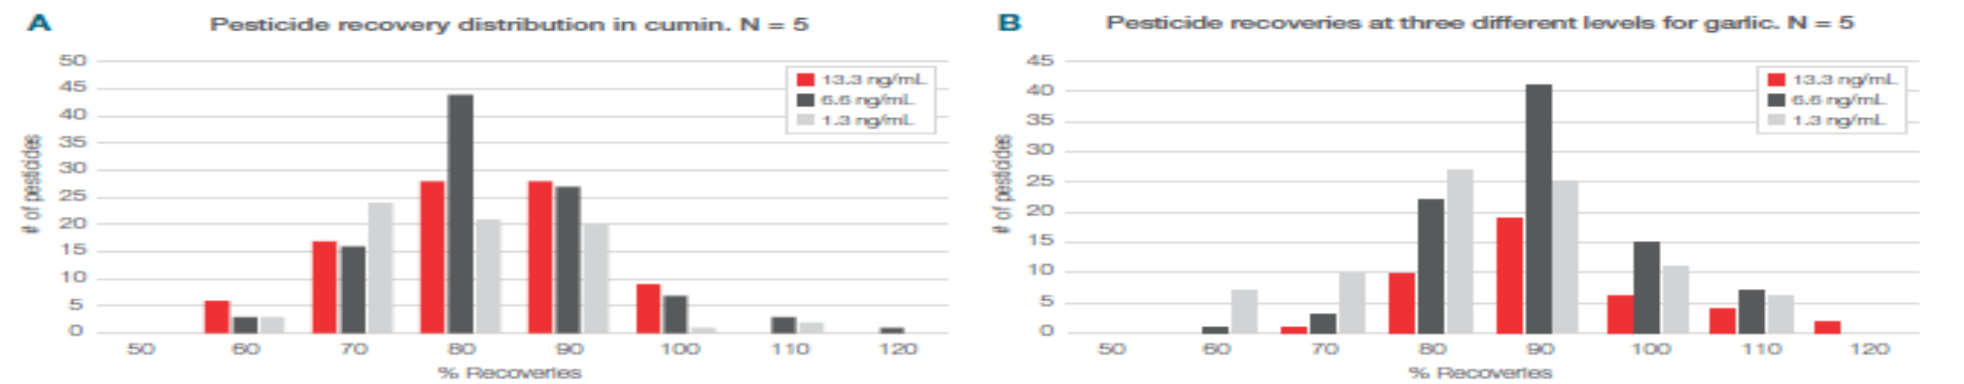 A
Pesticide recovery distribution in cumin. N = 5
50
45
40
35
30
25
20
15
10
5
0
# of pesticides
13.3 ng/mL
6.6 ng/mL
1.3 ng/mL
50 60 70 80 90 100 110 120
% Recoveries
B
Pesticide recoveries at three different levels for garlic. N = 5
45
40
35
30
25
20
15
10
5
0
# of pesticides
13.3 ng/mL
6.6 ng/mL
1.3 ng/mL
50 60 70 80 90 100 110 120
% Recoveries